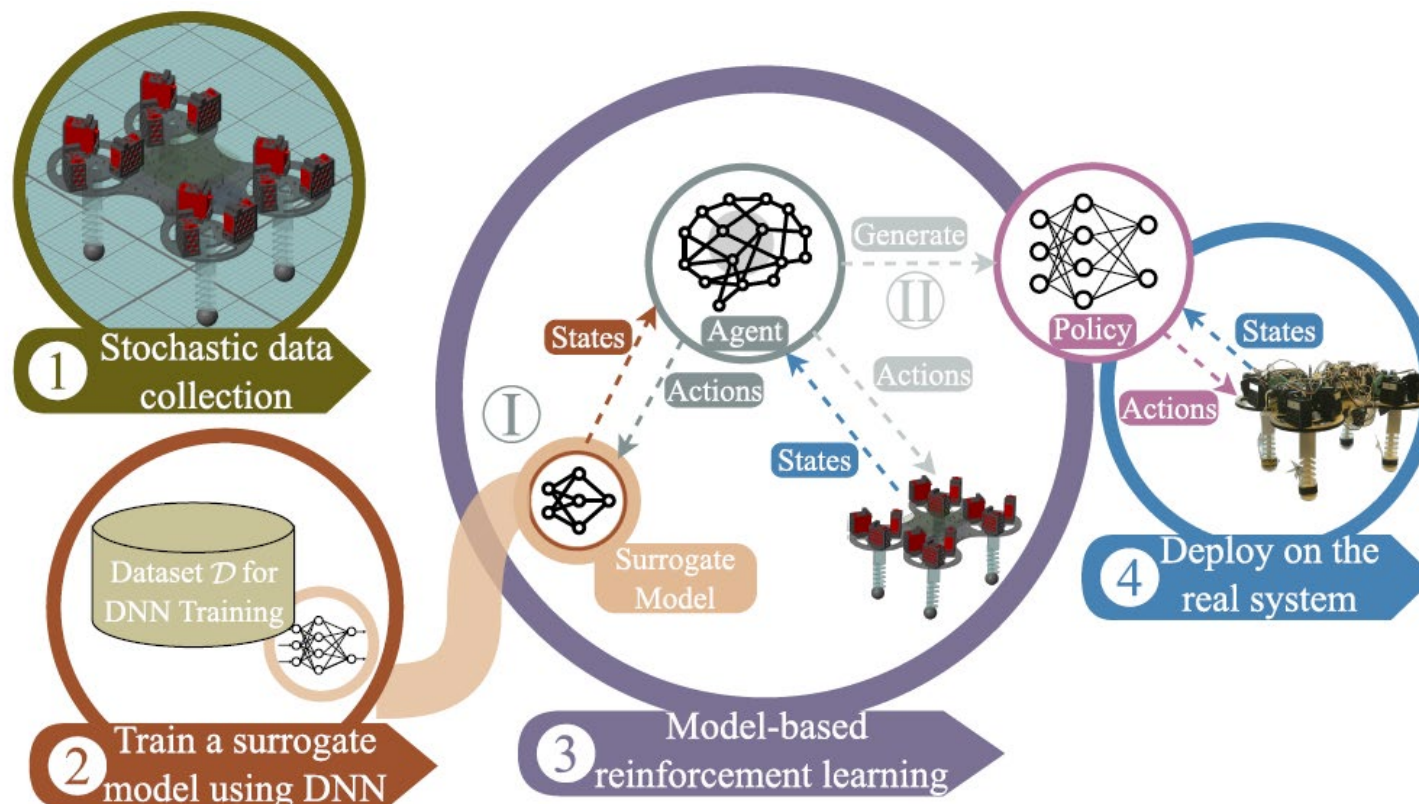 1
Stochastic data
collection
Dataset 𝒟 for
DNN Training
2
Train a surrogate
model using DNN
I
States
Actions
Agent
Surrogate
Model
States
Actions
Generate
II
Policy
3
Model-based
reinforcement learning
States
Actions
4
Deploy on the
real system